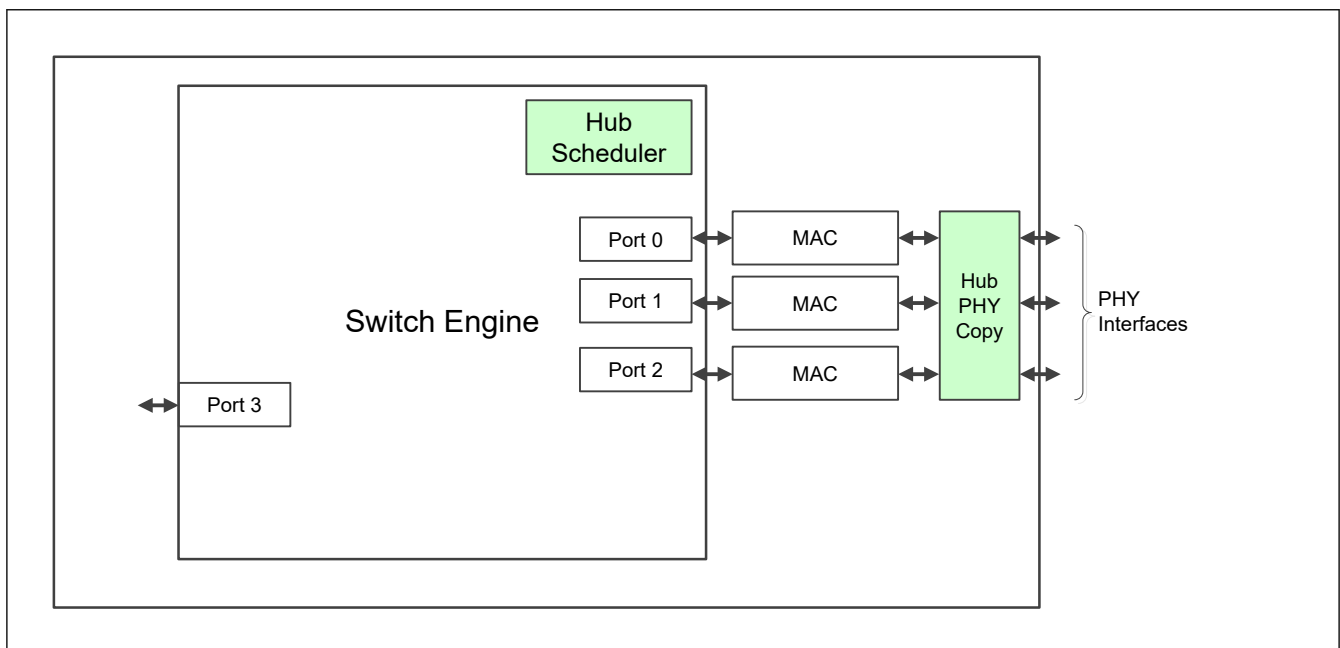 Hub
Scheduler
Port 0
MAC
Port 1
MAC
Hub
PHY
Copy
PHY
Interfaces
Switch Engine
Port 2
MAC
Port 3